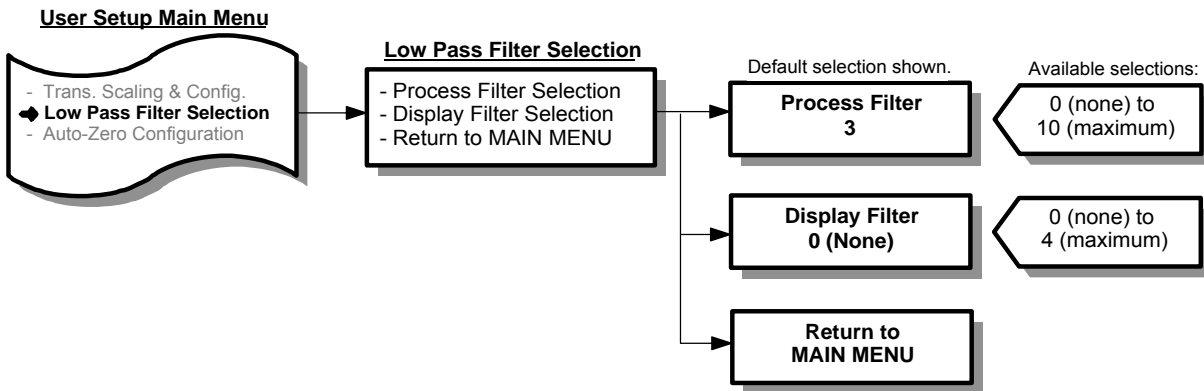 User Setup Main Menu
- Trans. Scaling & Config.
Low Pass Filter Selection
- Auto-Zero Configuration
Low Pass Filter Selection
- Process Filter Selection
- Display Filter Selection
- Return to MAIN MENU
Default selection shown.
Process Filter
3
Available selections:
0 (none) to
10 (maximum)
Display Filter
0 (None)
0 (none) to
4 (maximum)
Return to
MAIN MENU